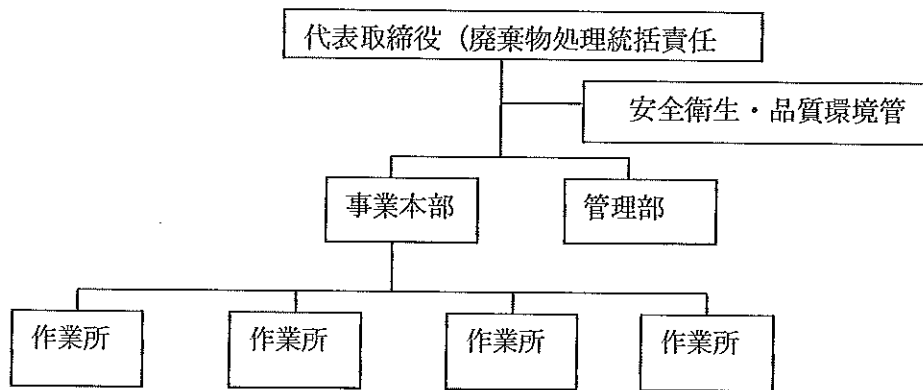 代表取締役（廃棄物処理統括責任
安全衛生・品質環境管
事業本部
管理部
作業所
作業所
作業所
作業所